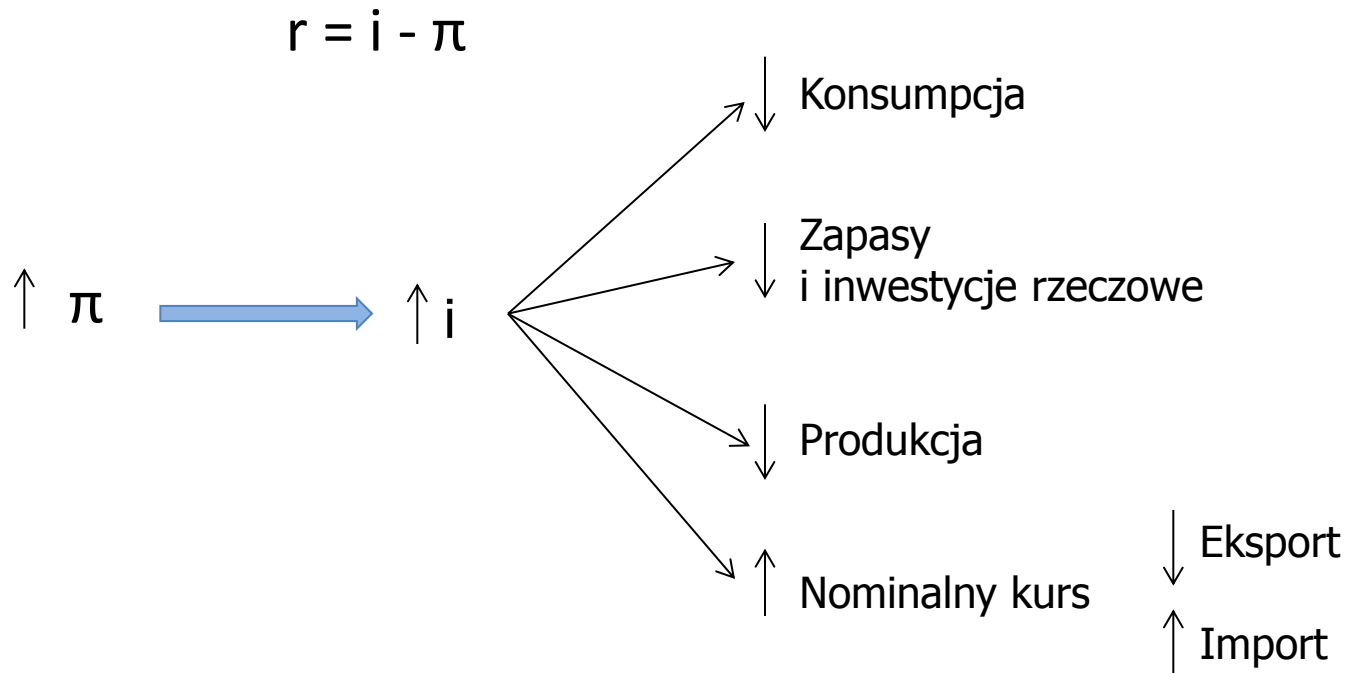 r = i - π
↓ Konsumpcja
↓ Zapasy
i inwestycje rzeczowe
↑ π
↑ i
↓ Produkcja
↑ Nominalny kurs
↓ Eksport
↑ Import